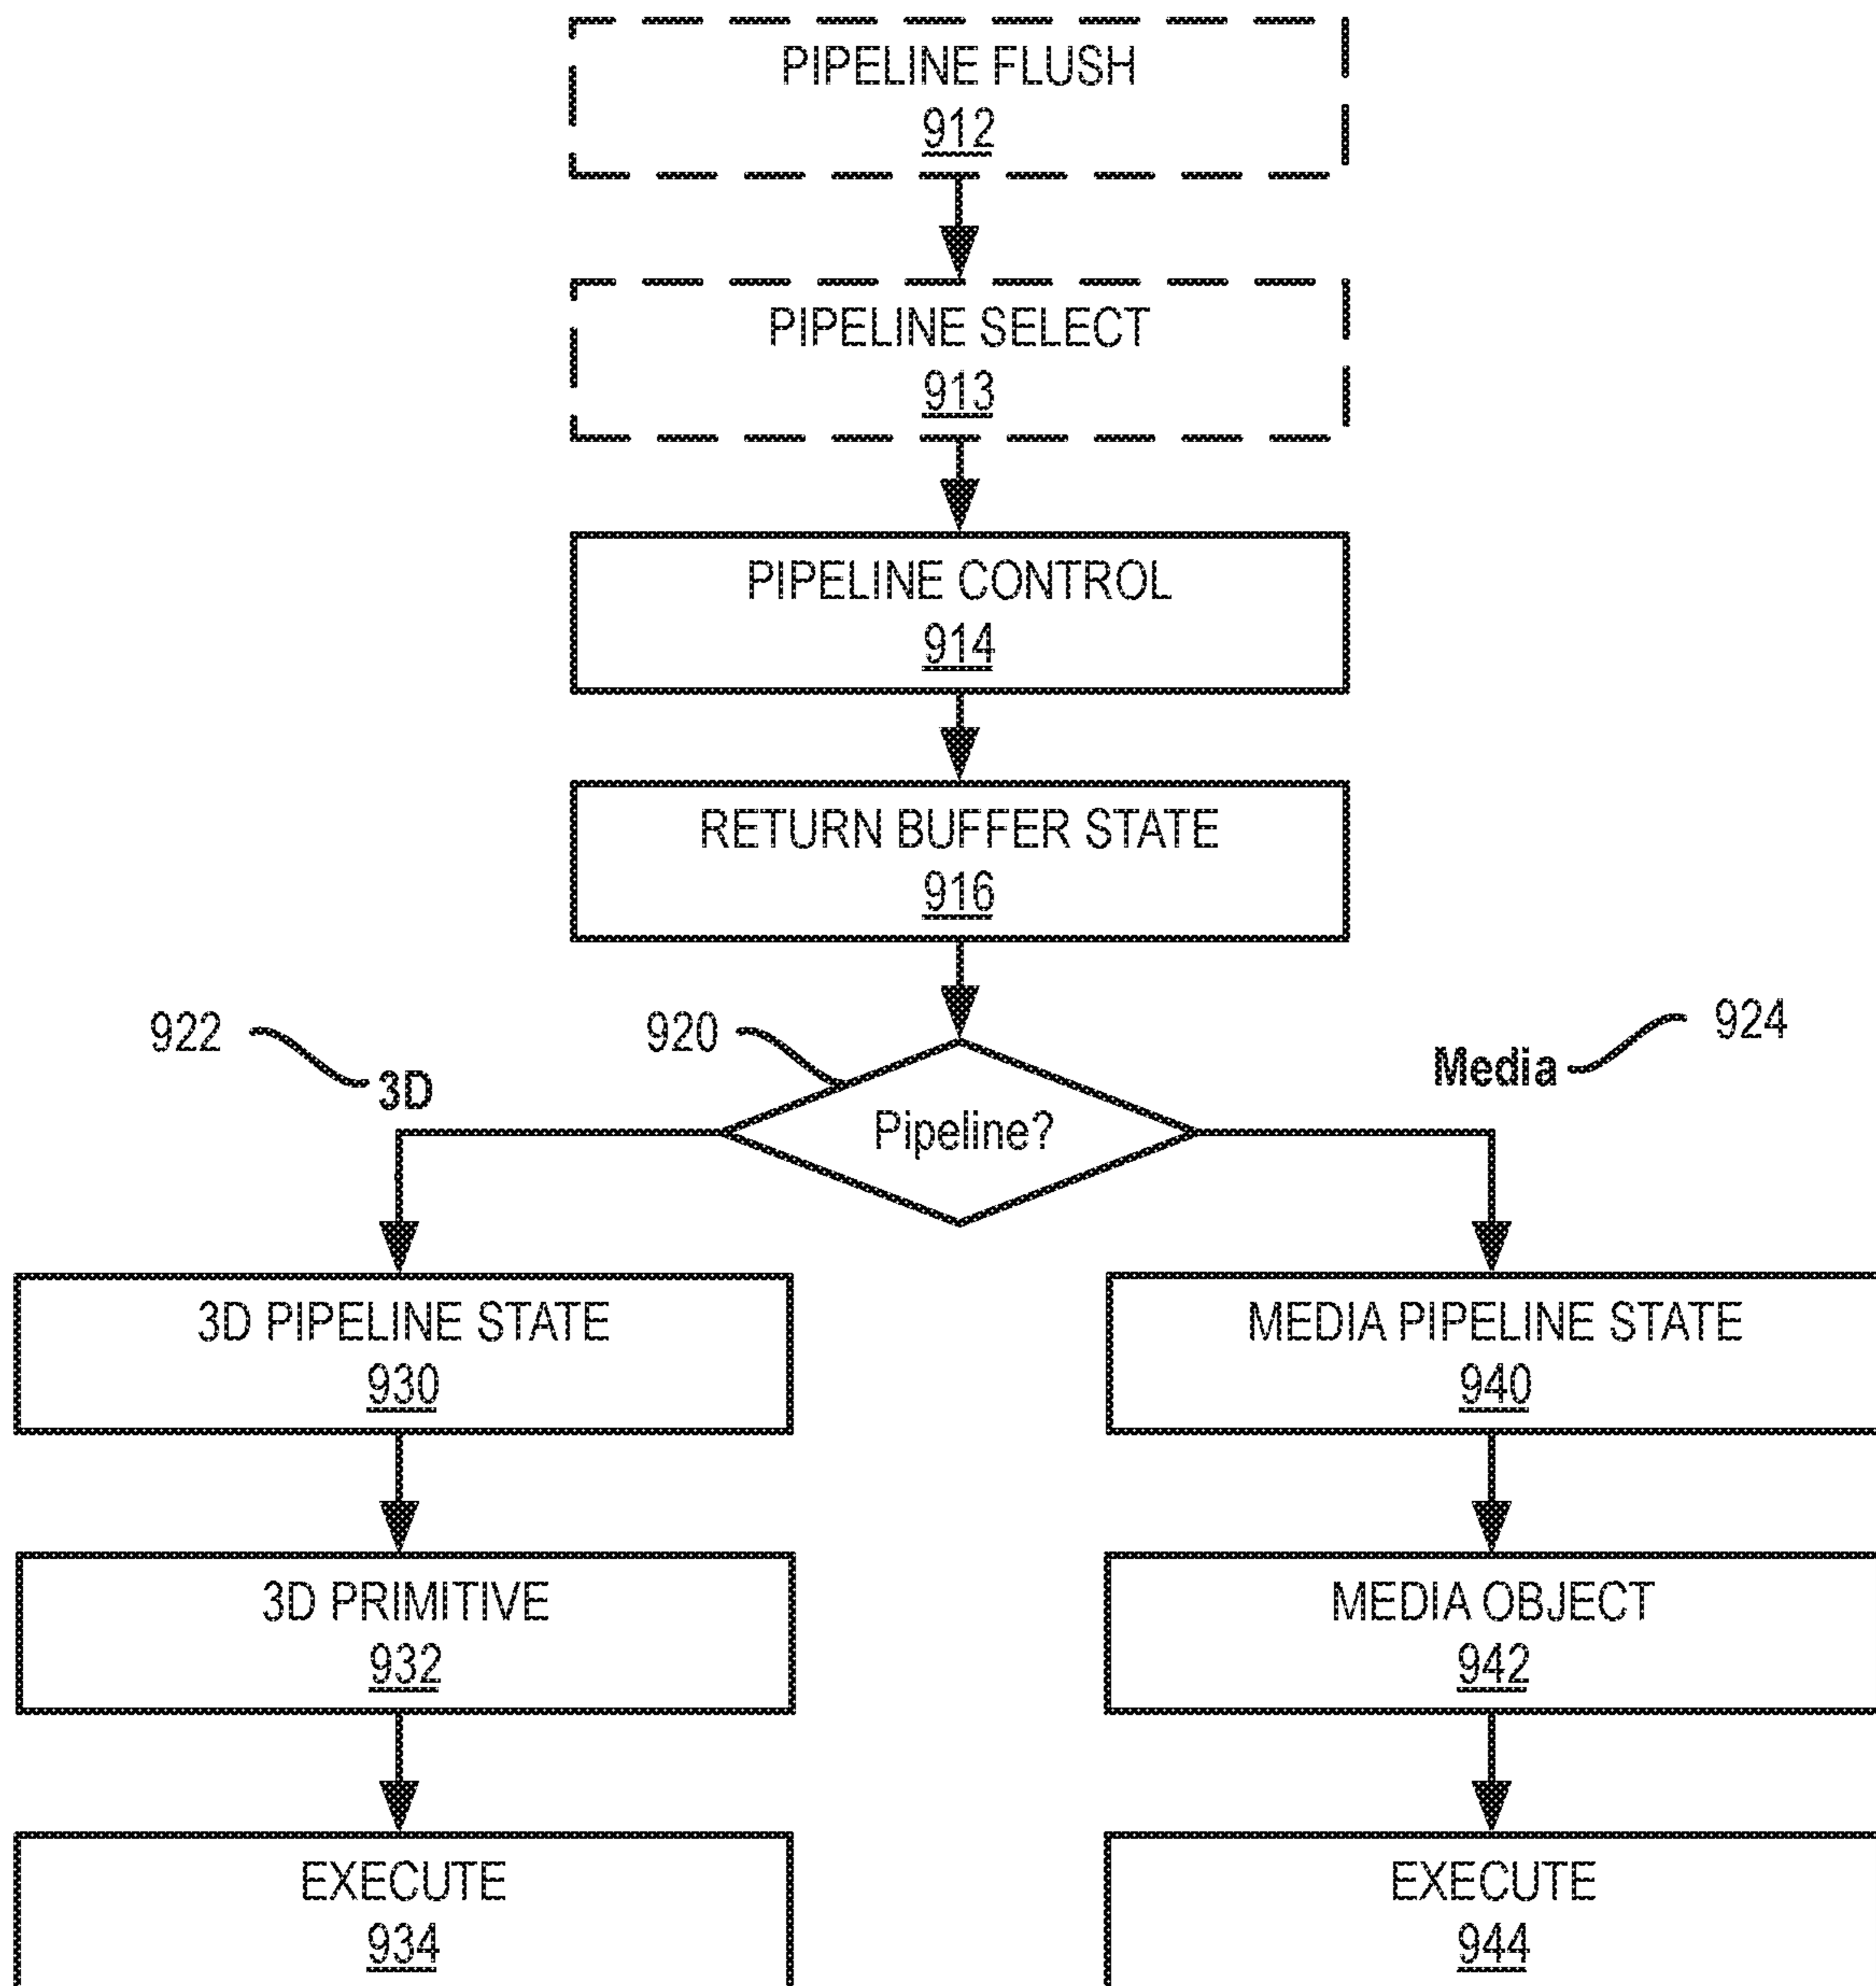 PIPELINE FLUSH
912
PIPELINE SELECT
913
PIPELINE CONTROL
914
RETURN BUFFER STATE
916
922
920
924
3D
Media
Pipeline?
3D PIPELINE STATE
930
MEDIA PIPELINE STATE
940
3D PRIMITIVE
932
MEDIA OBJECT
942
EXECUTE
934
EXECUTE
944